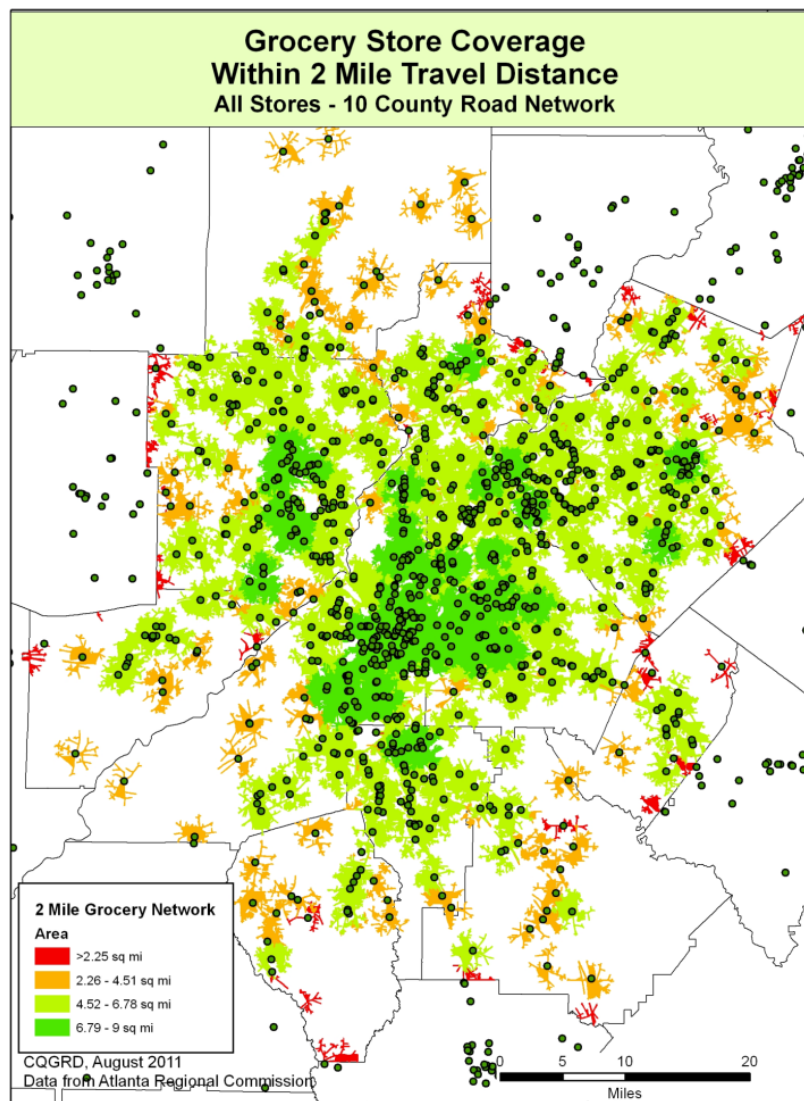 Grocery Store Coverage
Within 2 Mile Travel Distance
All Stores - 10 County Road Network
2 Mile Grocery Network
Area
>2.25 sq mi
2.26 - 4.51 sq mi
4.52 - 6.78 sq mi
6.79 - 9 sq mi
CQGRD, August 2011
Data from Atlanta Regional Commission
0 5 10 20
Miles